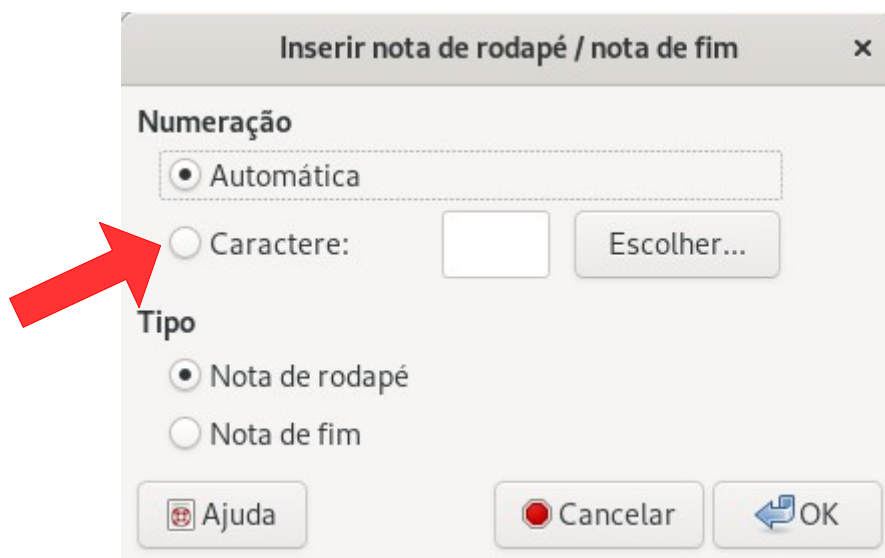 Inserir nota de rodapé / nota de fim
Numeração
Automática
Caractere: Escolher...
Tipo
Nota de rodapé
Nota de fim
Ajuda Cancelar OK